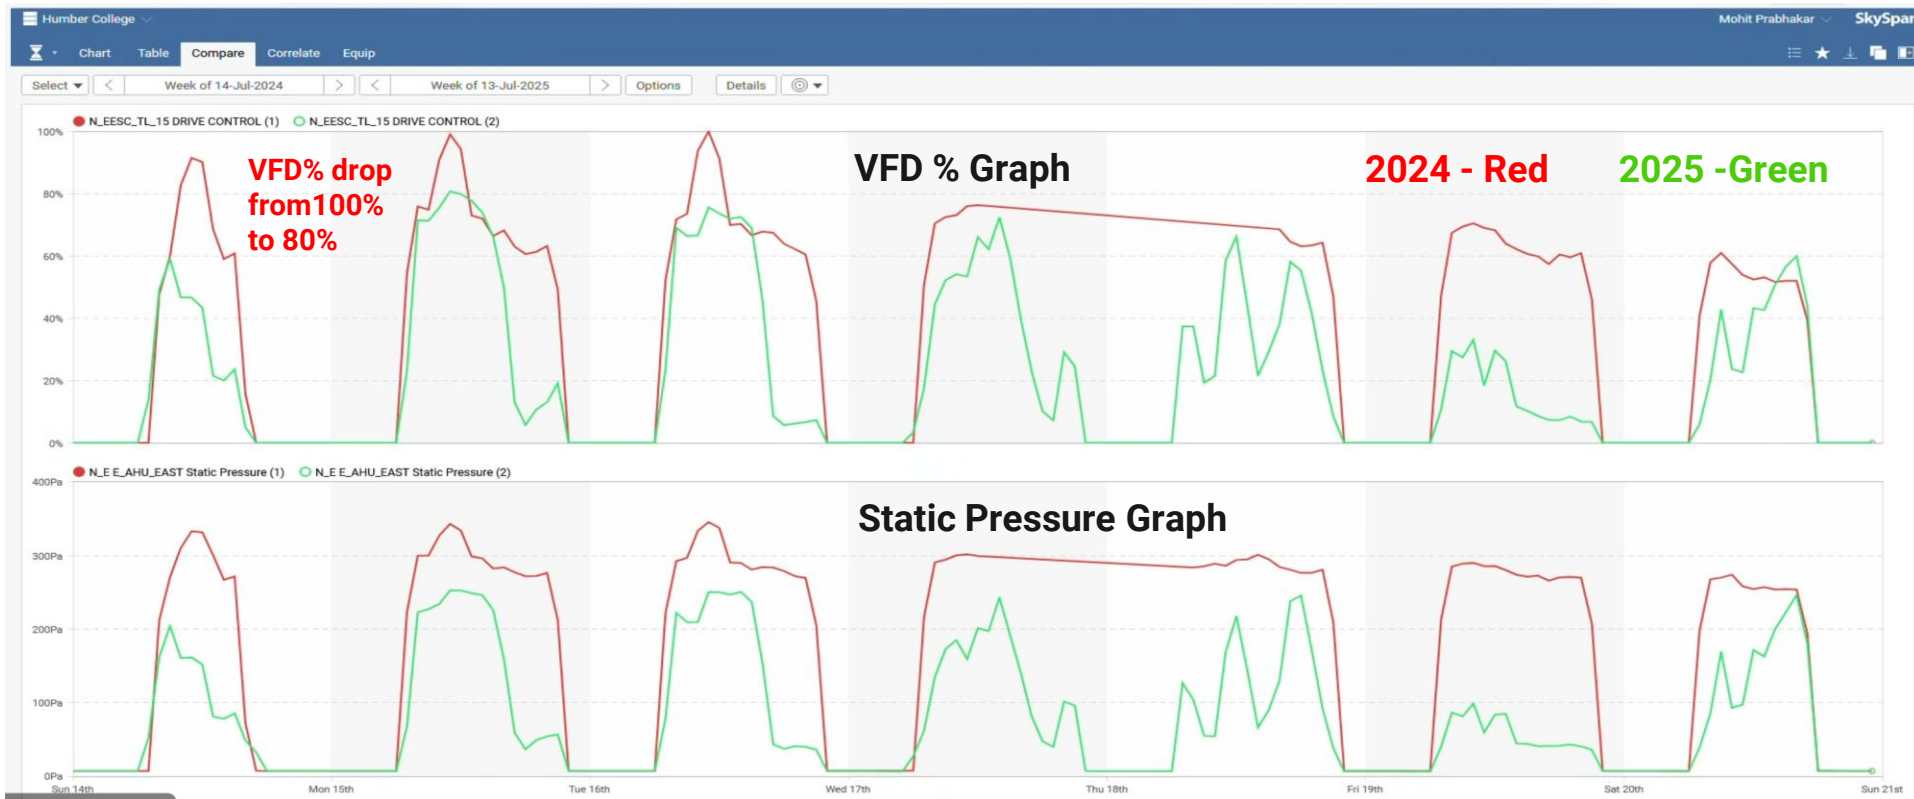 Humber College
Mohit Prabhakar
SkySpar
Chart Table Compare Correlate Equip
Select Week of 14-Jul-2024 Week of 13-Jul-2025 Options Details
N_EESC_TL_15 DRIVE CONTROL (1) N_EESC_TL_15 DRIVE CONTROL (2)
100%
80%
60%
40%
20%
0%
VFD% drop
from100%
to 80%
VFD % Graph
2024 - Red
2025 -Green
N_E E_AHU_EAST Static Pressure (1) N_E E_AHU_EAST Static Pressure (2)
400Pa
300Pa
200Pa
100Pa
0Pa
Static Pressure Graph
Sun 14th Mon 15th Tue 16th Wed 17th Thu 18th Fri 19th Sat 20th Sun 21st